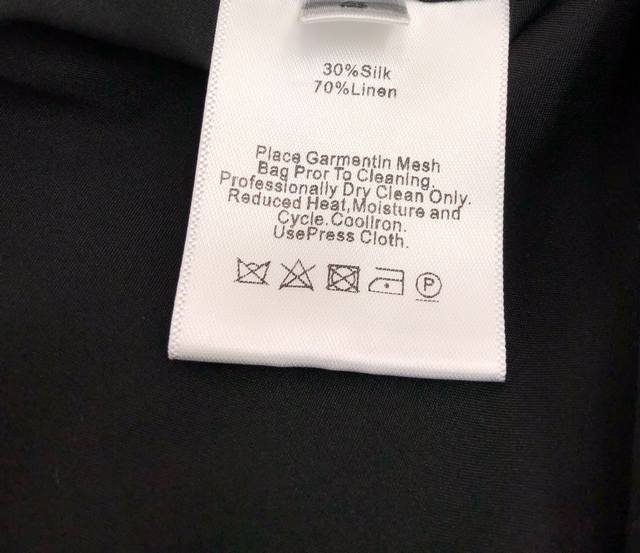 30%Silk
70%Linen
Place GarmentIn Mesh
Bag Pror To Cleaning.
Professionally Dry Clean Only.
Reduced Heat,Moisture and
Cycle.CoolIron.
UsePress Cloth.
P